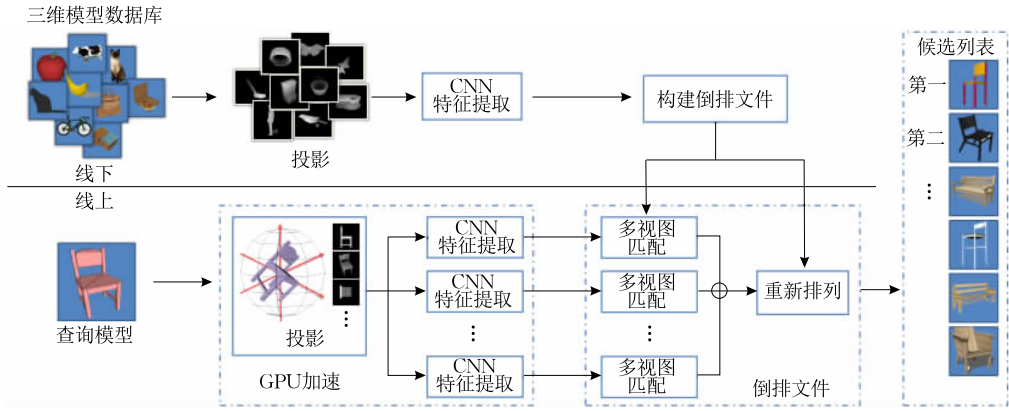 三维模型数据库
候选列表
CNN
特征提取
构建倒排文件
第一
第二
投影
线下
线上
…
CNN
特征提取
多视图
匹配
CNN
特征提取
多视图
匹配
重新排列
…
投影
查询模型
…
…
CNN
特征提取
多视图
匹配
GPU加速
倒排文件